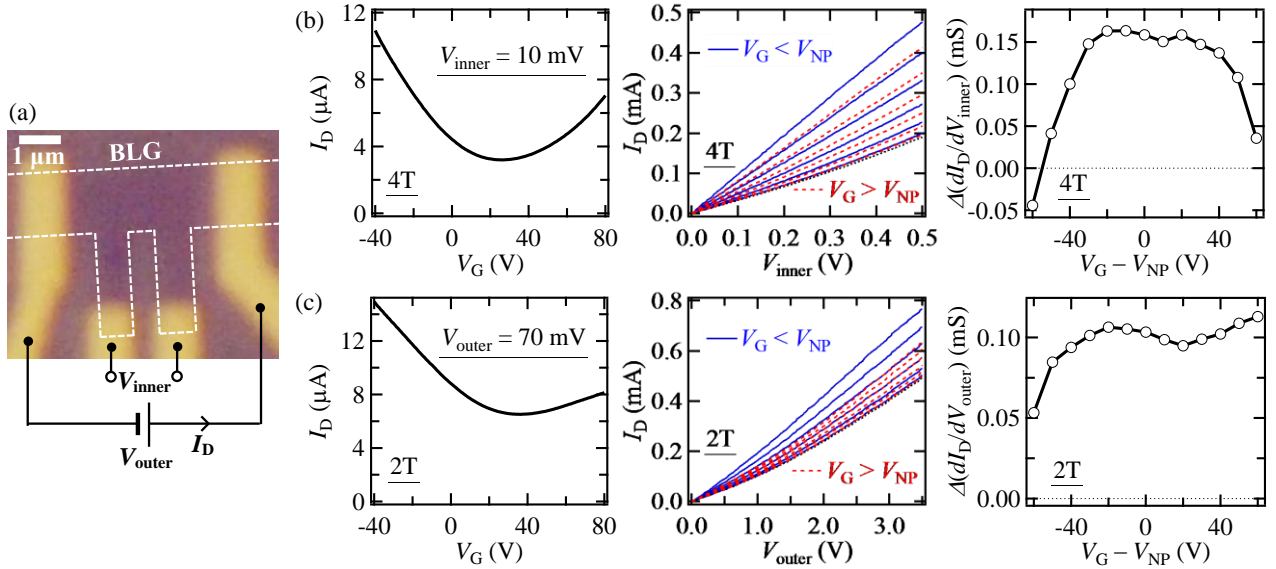 (a)
1 μm
BLG
V_inner
V_outer
I_D
(b)
12
8
4
0
I_D (μA)
V_inner = 10 mV
4T
-40
0
40
80
V_G (V)
0.5
0.4
0.3
0.2
0.1
0.0
I_D (mA)
V_G < V_NP
4T
V_G > V_NP
0.0
0.1
0.2
0.3
0.4
0.5
V_inner (V)
0.15
0.10
0.05
0.00
-0.05
Δ(dI_D/dV_inner) (mS)
4T
-40
0
40
V_G – V_NP (V)
(c)
12
8
4
0
I_D (μA)
V_outer = 70 mV
2T
-40
0
40
80
V_G (V)
0.8
0.6
0.4
0.2
0.0
I_D (mA)
V_G < V_NP
2T
V_G > V_NP
0.0
1.0
2.0
3.0
V_outer (V)
0.10
0.05
0.00
Δ(dI_D/dV_outer) (mS)
2T
-40
0
40
V_G – V_NP (V)